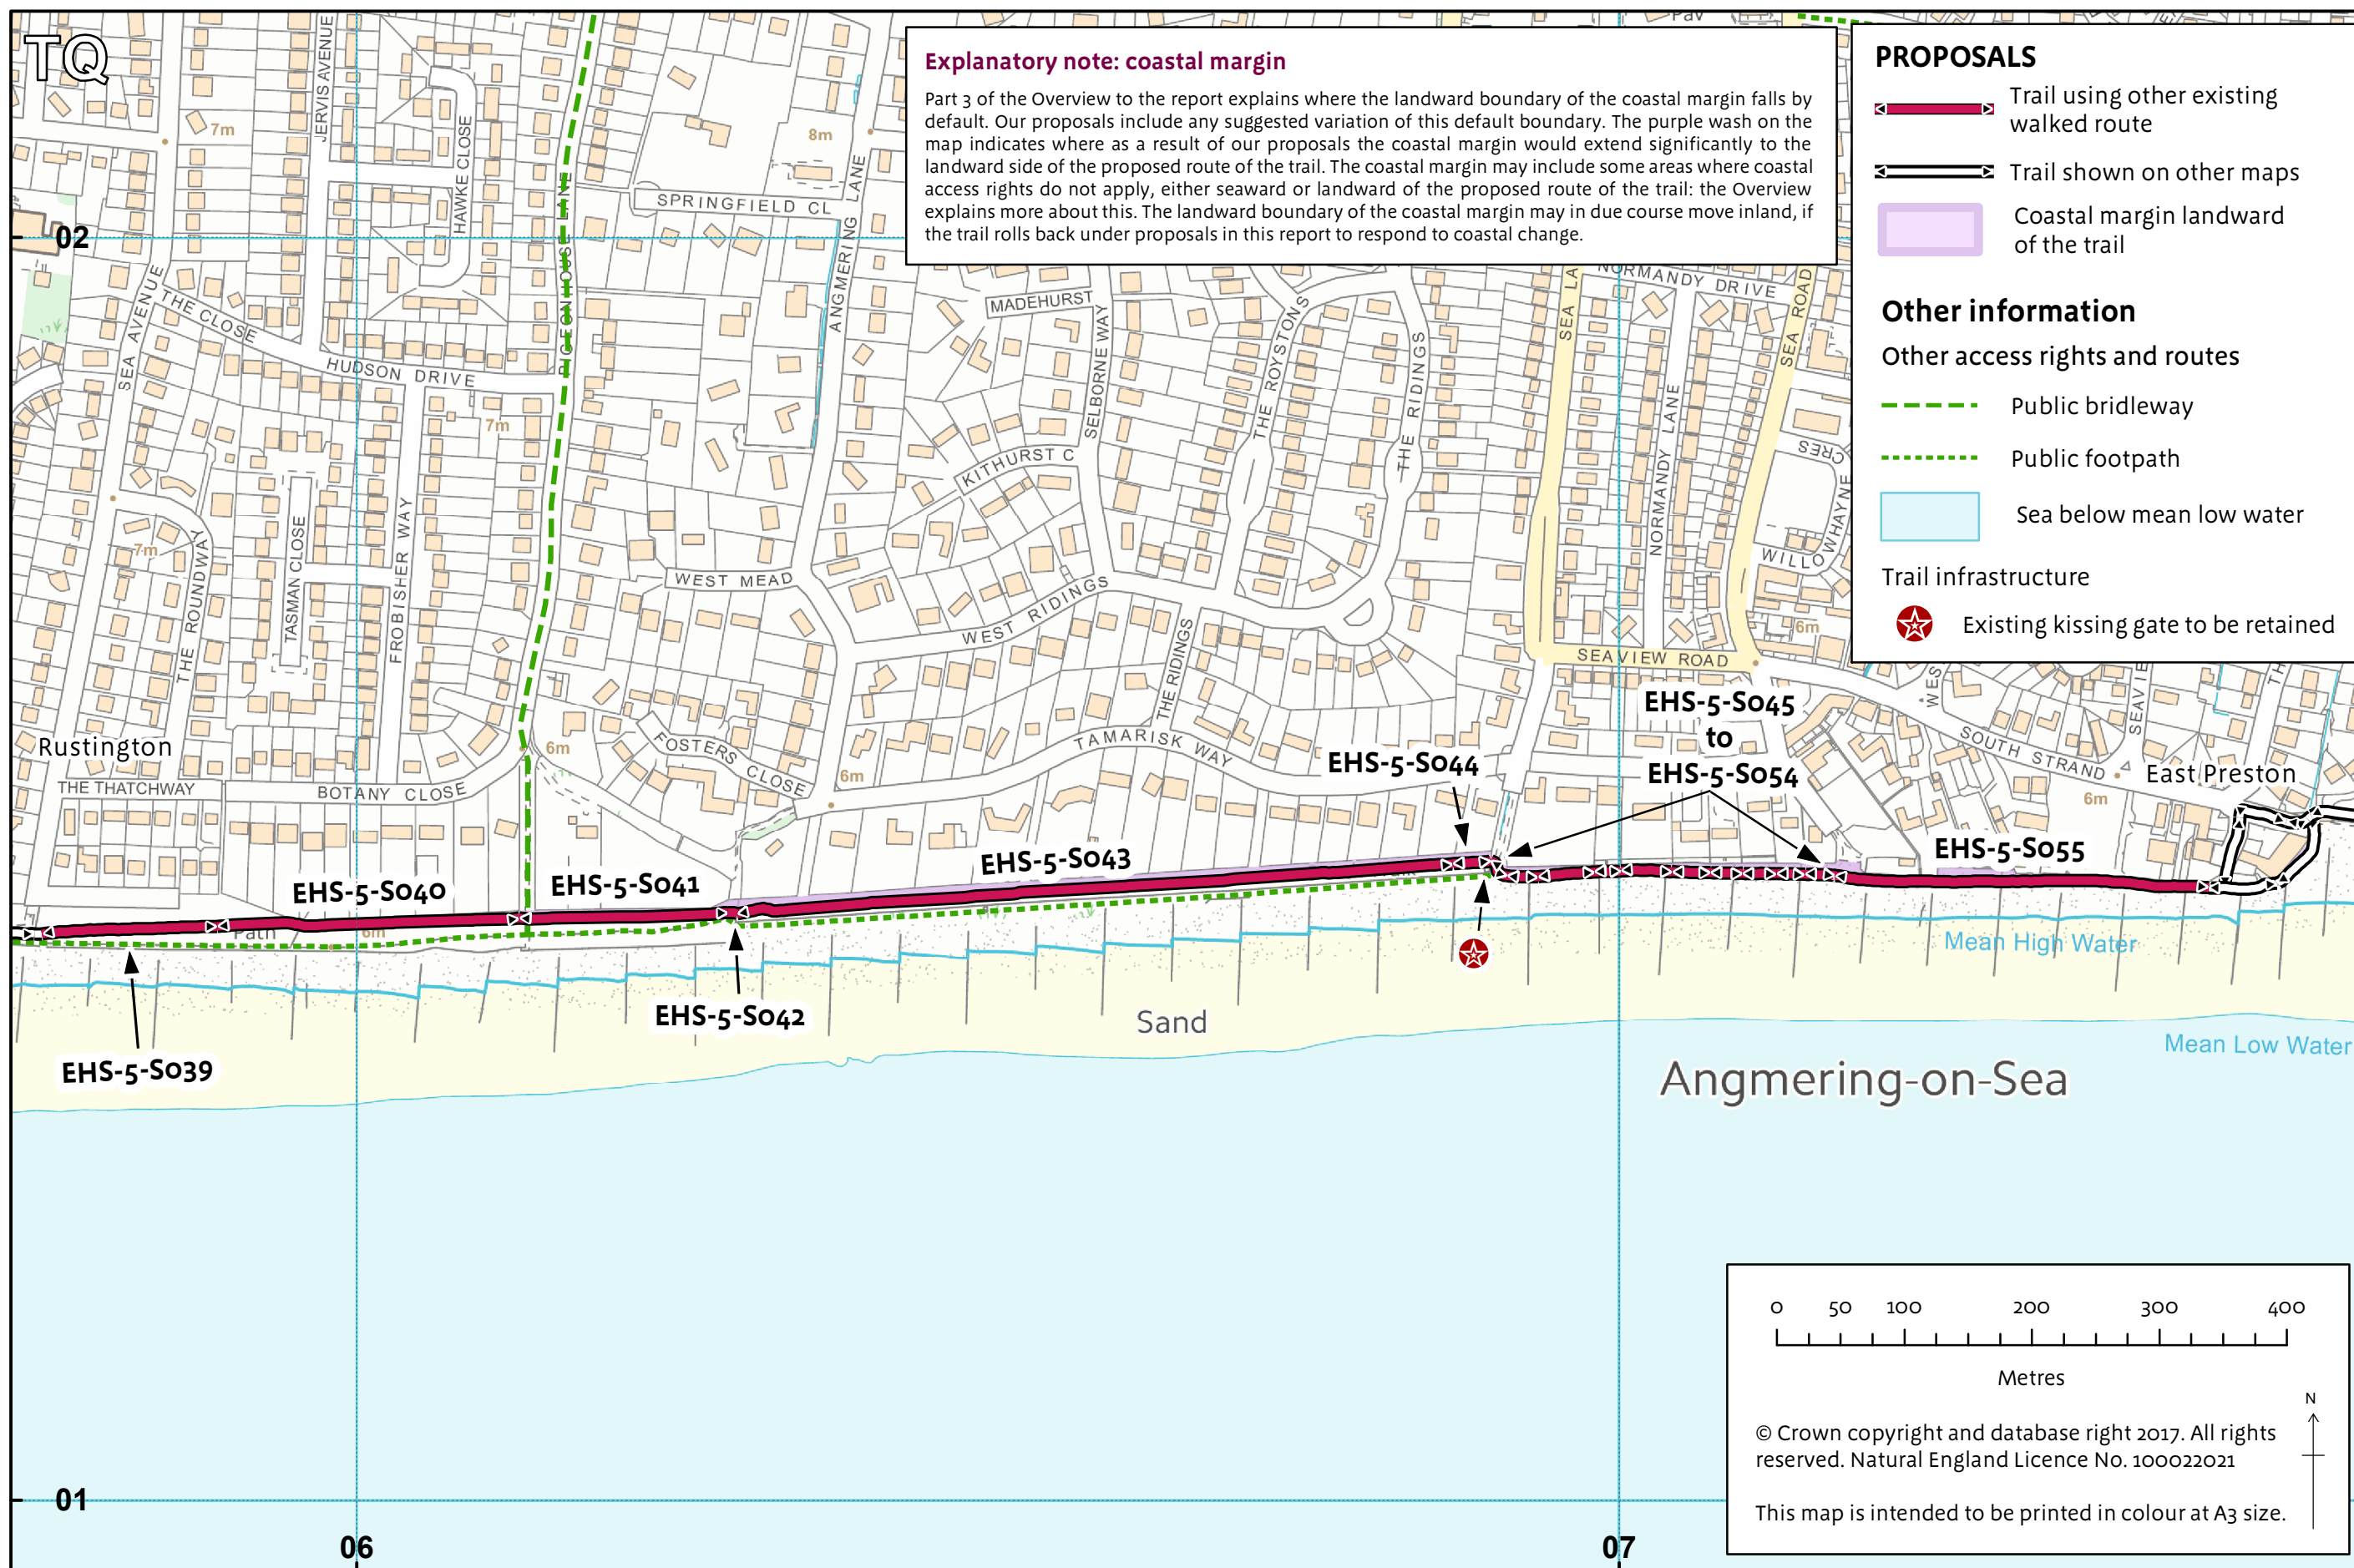 TQ
Explanatory note: coastal margin
Part 3 of the Overview to the report explains where the landward boundary of the coastal margin falls by
default. Our proposals include any suggested variation of this default boundary. The purple wash on the
map indicates where as a result of our proposals the coastal margin would extend significantly to the
landward side of the proposed route of the trail. The coastal margin may include some areas where coastal
access rights do not apply, either seaward or landward of the proposed route of the trail: the Overview
explains more about this. The landward boundary of the coastal margin may in due course move inland, if
the trail rolls back under proposals in this report to respond to coastal change.
PROPOSALS
Trail using other existing
walked route
Trail shown on other maps
Coastal margin landward
of the trail
Other information
Other access rights and routes
Public bridleway
Public footpath
Sea below mean low water
Trail infrastructure
Existing kissing gate to be retained
Pav
JERVIS AVENUE
HAWKE CLOSE
7m
8m
SPRINGFIELD CL
ANGMERING LANE
02
SEA AVENUE
THE CLOSE
HUDSON DRIVE
7m
MADEHURST
SELBORNE WAY
THE ROYSTONS
THE RIDINGS
SEA LA
NORMANDY DRIVE
NORMANDY LANE
SEA ROAD
CRES
WILLOWHAYNE
KITHURST C
7m
THE ROUNDWAY
TASMAN CLOSE
FROBISHER WAY
WEST MEAD
WEST RIDINGS
THE RIDINGS
SEAVIEW ROAD
6m
WES
SEAVIE
TH
SOUTH STRAND
East Preston
6m
Rustington
THE THATCHWAY
BOTANY CLOSE
6m
FOSTERS CLOSE
6m
TAMARISK WAY
EHS-5-S044
EHS-5-S045
to
EHS-5-S054
EHS-5-S055
EHS-5-S043
EHS-5-S041
EHS-5-S040
Path
6m
EHS-5-S042
EHS-5-S039
Sand
Mean High Water
Mean Low Water
Angmering-on-Sea
01
06
07
0 50 100 200 300 400
Metres
N
© Crown copyright and database right 2017. All rights
reserved. Natural England Licence No. 100022021
This map is intended to be printed in colour at A3 size.